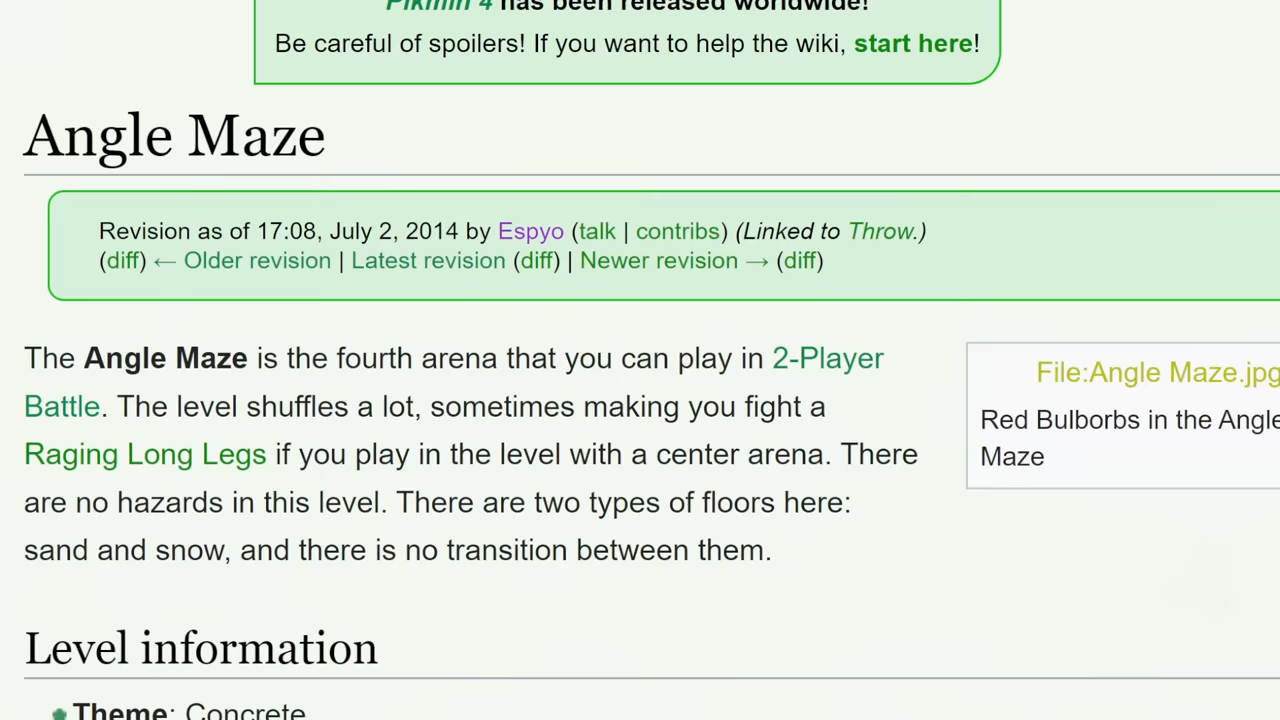 Pikmin 4 has been released worldwide!
Be careful of spoilers! If you want to help the wiki, start here!
Angle Maze
Revision as of 17:08, July 2, 2014 by Espyo (talk | contribs) (Linked to Throw.)
(diff) ← Older revision | Latest revision (diff) | Newer revision → (diff)
The Angle Maze is the fourth arena that you can play in 2-Player
Battle. The level shuffles a lot, sometimes making you fight a
Raging Long Legs if you play in the level with a center arena. There
are no hazards in this level. There are two types of floors here:
sand and snow, and there is no transition between them.
File:Angle Maze.jpg
Red Bulborbs in the Angle
Maze
Level information
Theme: Concrete